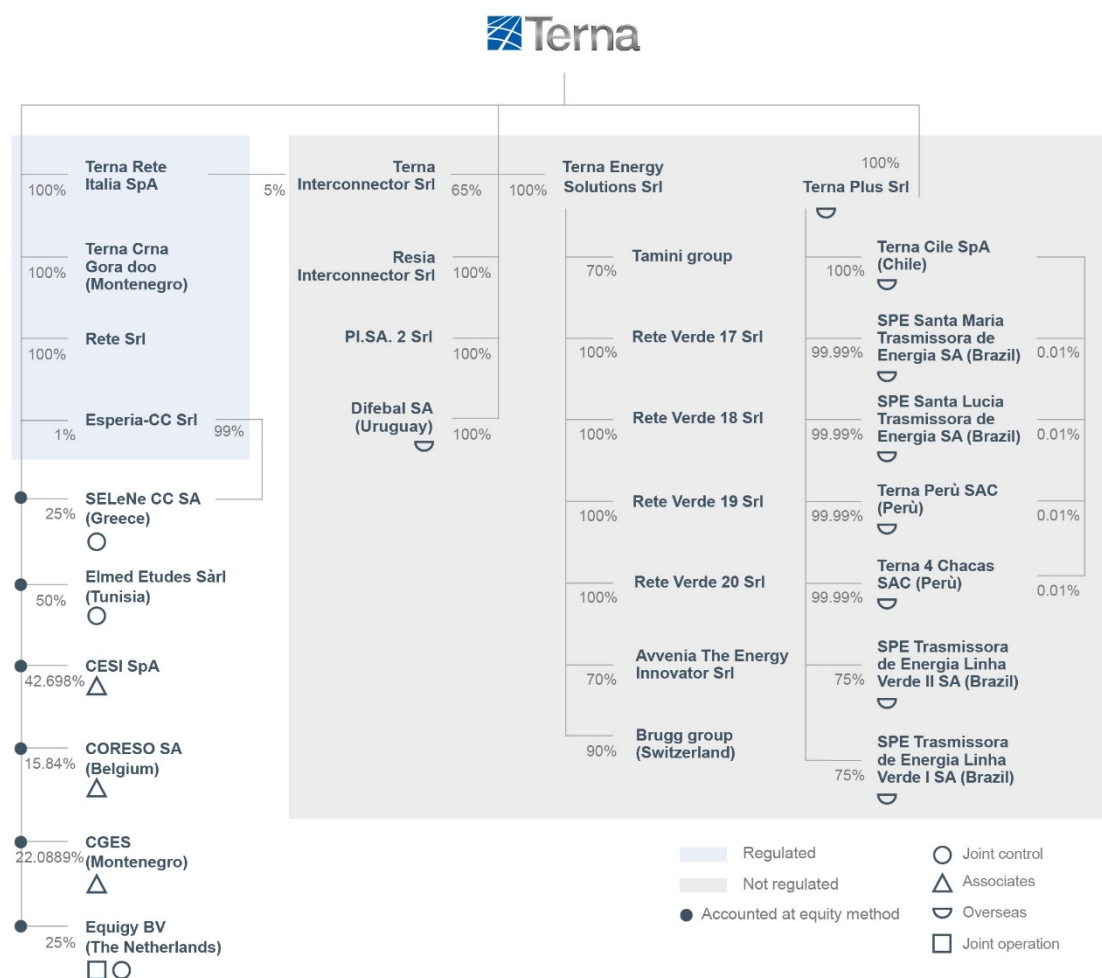 Terna
Terna Rete
Italia SpA
100%
5%
Terna
Interconnector Srl
65%
100%
Terna Energy
Solutions Srl
100%
Terna Plus Srl
Terna Crna
Gora doo
(Montenegro)
100%
Resia
Interconnector Srl
100%
Tamini group
70%
Terna Cile SpA
(Chile)
100%
Rete Srl
100%
PI.SA. 2 Srl
100%
Rete Verde 17 Srl
100%
SPE Santa Maria
Trasmissora de
Energia SA (Brazil)
99.99%
0.01%
Esperia-CC Srl
1%
99%
Difebal SA
(Uruguay)
100%
Rete Verde 18 Srl
100%
SPE Santa Lucia
Trasmissora de
Energia SA (Brazil)
99.99%
0.01%
SELeNe CC SA
(Greece)
25%
Rete Verde 19 Srl
100%
Terna Perù SAC
(Perù)
99.99%
0.01%
Elmed Etudes Sàrl
(Tunisia)
50%
Rete Verde 20 Srl
100%
Terna 4 Chacas
SAC (Perù)
99.99%
0.01%
CESI SpA
42.698%
Avvenia The Energy
Innovator Srl
70%
SPE Trasmissora
de Energia Linha
Verde II SA (Brazil)
75%
CORESO SA
(Belgium)
15.84%
Brugg group
(Switzerland)
90%
SPE Trasmissora
de Energia Linha
Verde I SA (Brazil)
75%
CGES
(Montenegro)
22.0889%
Equigy BV
(The Netherlands)
25%
Regulated
Not regulated
Accounted at equity method
Joint control
Associates
Overseas
Joint operation